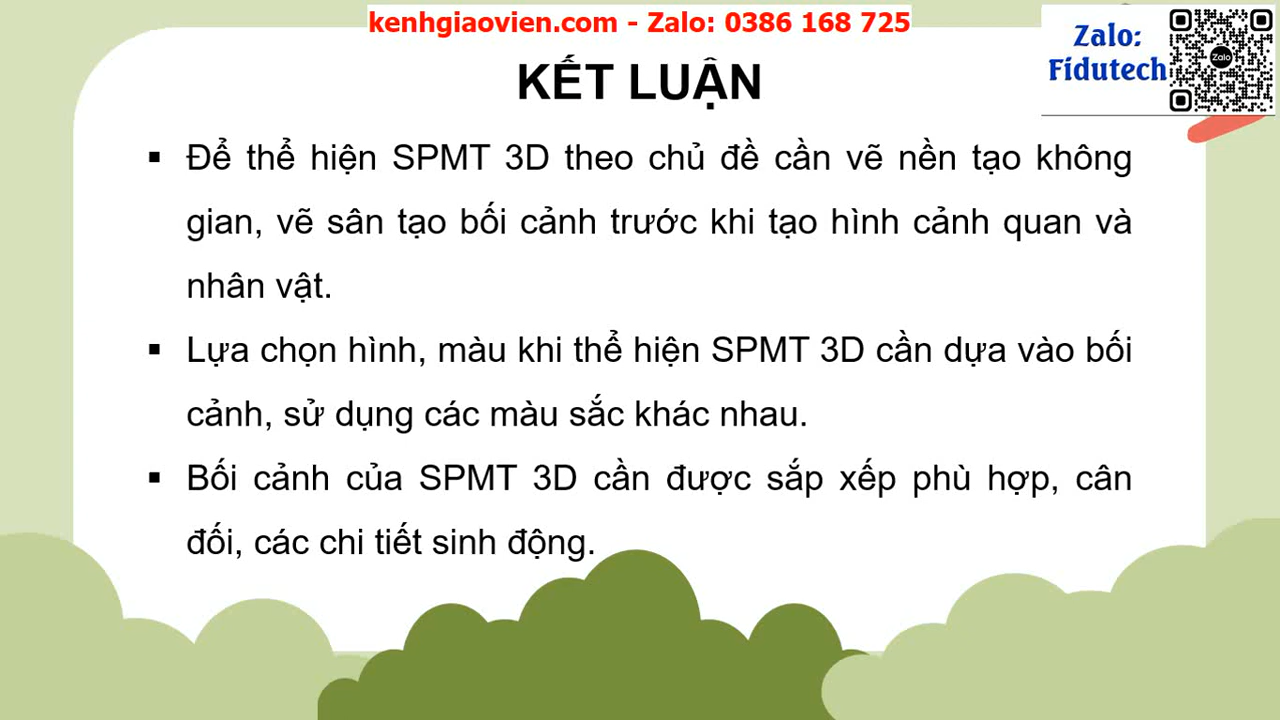 kenhgiaovien.com - Zalo: 0386 168 725
Zalo:
Fidutech
Zalo
KẾT LUẬN
▪ Để thể hiện SPMT 3D theo chủ đề cần vẽ nền tạo không
gian, vẽ sân tạo bối cảnh trước khi tạo hình cảnh quan và
nhân vật.
▪ Lựa chọn hình, màu khi thể hiện SPMT 3D cần dựa vào bối
cảnh, sử dụng các màu sắc khác nhau.
▪ Bối cảnh của SPMT 3D cần được sắp xếp phù hợp, cân
đối, các chi tiết sinh động.